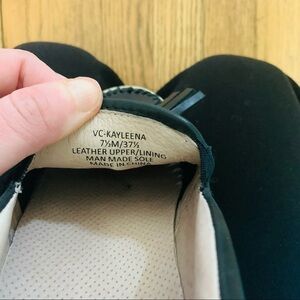 VC-KAYLEENA
7½M/37½
LEATHER UPPER/LINING
MAN MADE SOLE
MADE IN CHINA